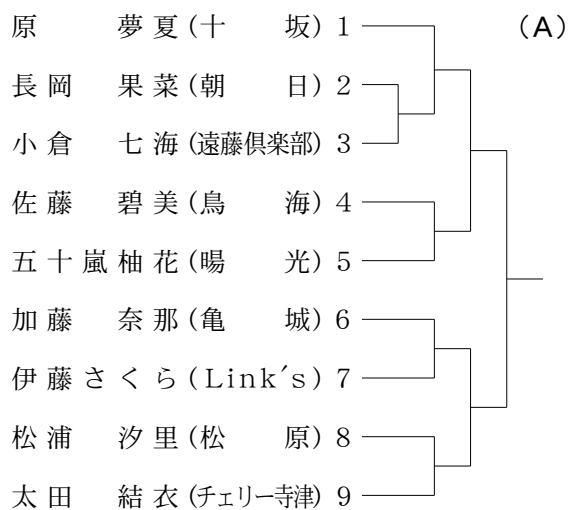 原　夢夏(十　坂) 1　(A)
長岡　果菜(朝　日) 2
小倉　七海(遠藤倶楽部) 3
佐藤　碧美(鳥　海) 4
五十嵐柚花(暘　光) 5
加藤　奈那(亀　城) 6
伊藤さくら(Link´s) 7
松浦　汐里(松　原) 8
太田　結衣(チェリー寺津) 9